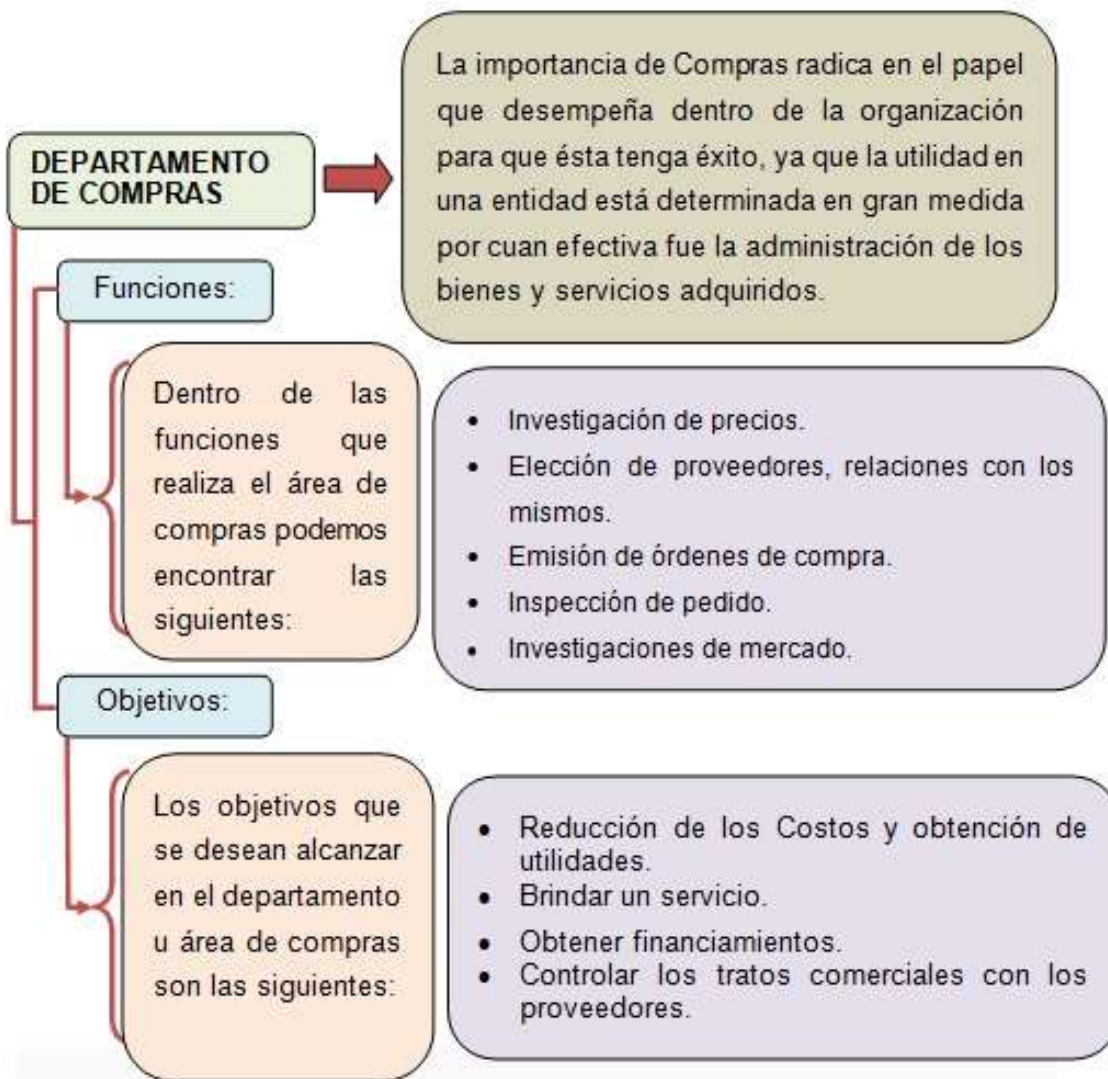 La importancia de Compras radica en el papel
que desempeña dentro de la organización
para que ésta tenga éxito, ya que la utilidad en
una entidad está determinada en gran medida
por cuan efectiva fue la administración de los
bienes y servicios adquiridos.
DEPARTAMENTO
DE COMPRAS
Funciones:
Dentro de las
funciones que
realiza el área de
compras podemos
encontrar las
siguientes:
• Investigación de precios.
• Elección de proveedores, relaciones con los
mismos.
• Emisión de órdenes de compra.
• Inspección de pedido.
• Investigaciones de mercado.
Objetivos:
Los objetivos que
se desean alcanzar
en el departamento
u área de compras
son las siguientes:
• Reducción de los Costos y obtención de
utilidades.
• Brindar un servicio.
• Obtener financiamientos.
• Controlar los tratos comerciales con los
proveedores.